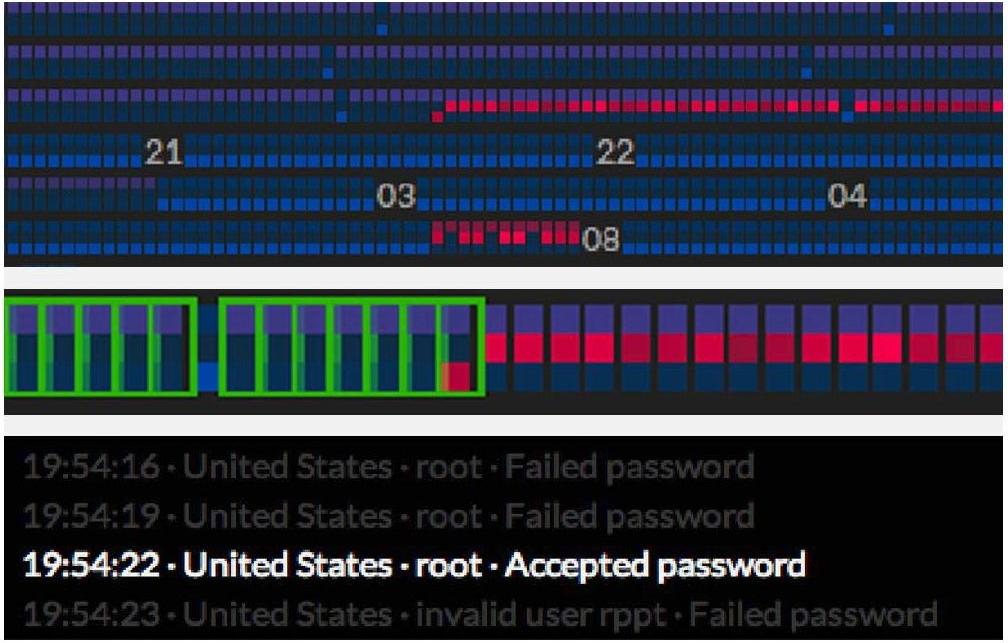 21 22
03 04
08
19:54:16 · United States · root · Failed password
19:54:19 · United States · root · Failed password
19:54:22 · United States · root · Accepted password
19:54:23 · United States · invalid user rppt · Failed password